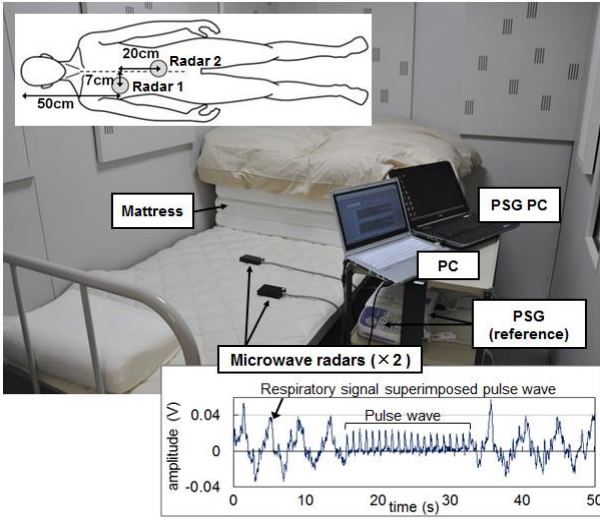 20cm
Radar 2
7cm
Radar 1
50cm
Mattress
PSG PC
PC
PSG
(reference)
Microwave radars (×2)
Respiratory signal superimposed pulse wave
Pulse wave
amplitude (V)
0.04
0
-0.04
0
10
20
30
40
50
time (s)